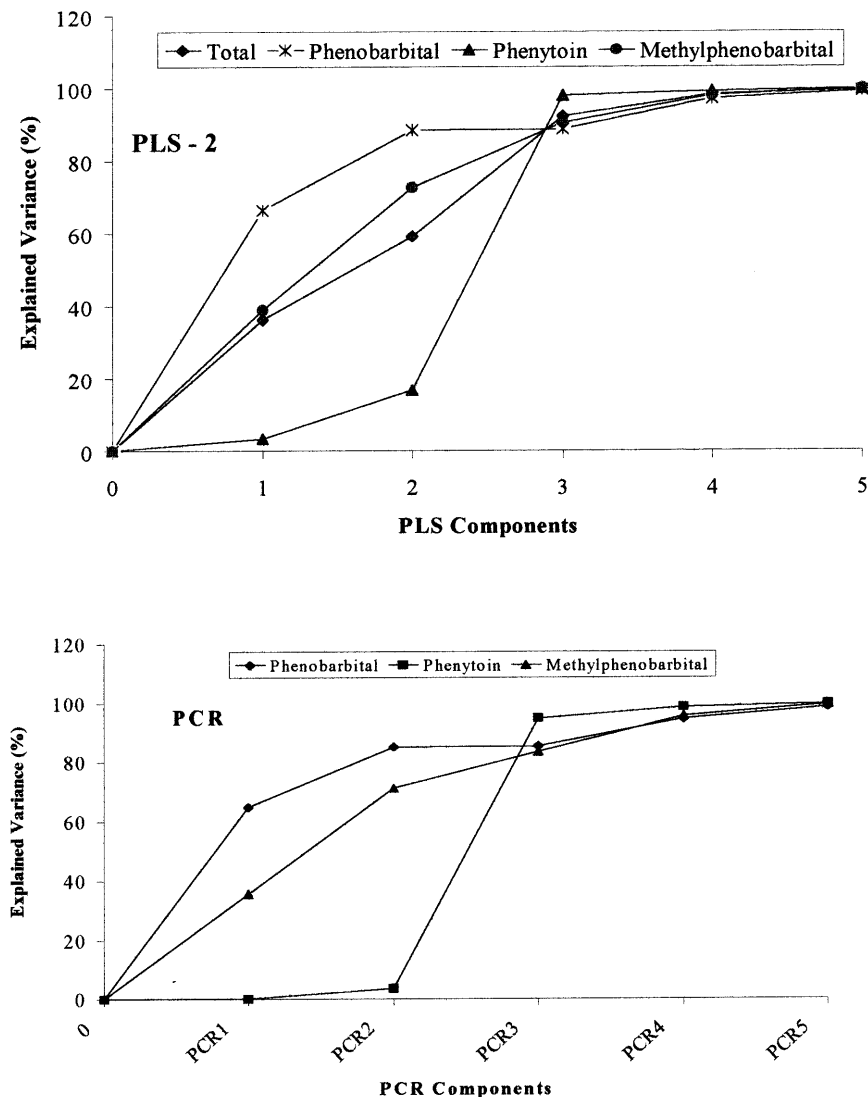 120
Total Phenobarbital Phenytoin Methylphenobarbital
100
PLS - 2
80
60
40
20
0
Explained Variance (%)
0 1 2 3 4 5
PLS Components
120
Phenobarbital Phenytoin Methylphenobarbital
100
PCR
80
60
40
20
0
Explained Variance (%)
0 PCR1 PCR2 PCR3 PCR4 PCR5
PCR Components